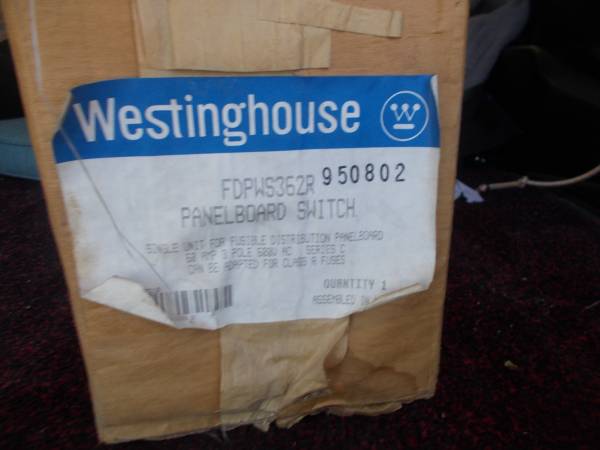 Westinghouse
FDPWS362R 950802
PANELBOARD SWITCH
SINGLE UNIT FOR FUSIBLE DISTRIBUTION PANELBOARD
60 AMP 3 POLE 600V AC SERIES C
CAN BE ADAPTED FOR CLASS R FUSES
QUANTITY 1
ASSEMBLED IN